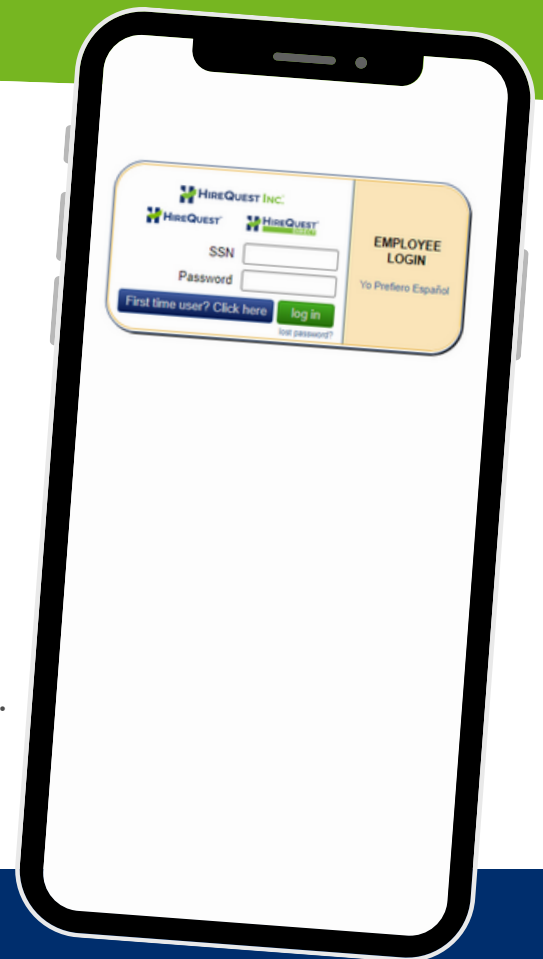 HIREQUEST INC.
HIREQUEST HIREQUEST
DIRECT
SSN
Password
First time user? Click here log in
lost password?
EMPLOYEE
LOGIN
Yo Prefiero Español
.